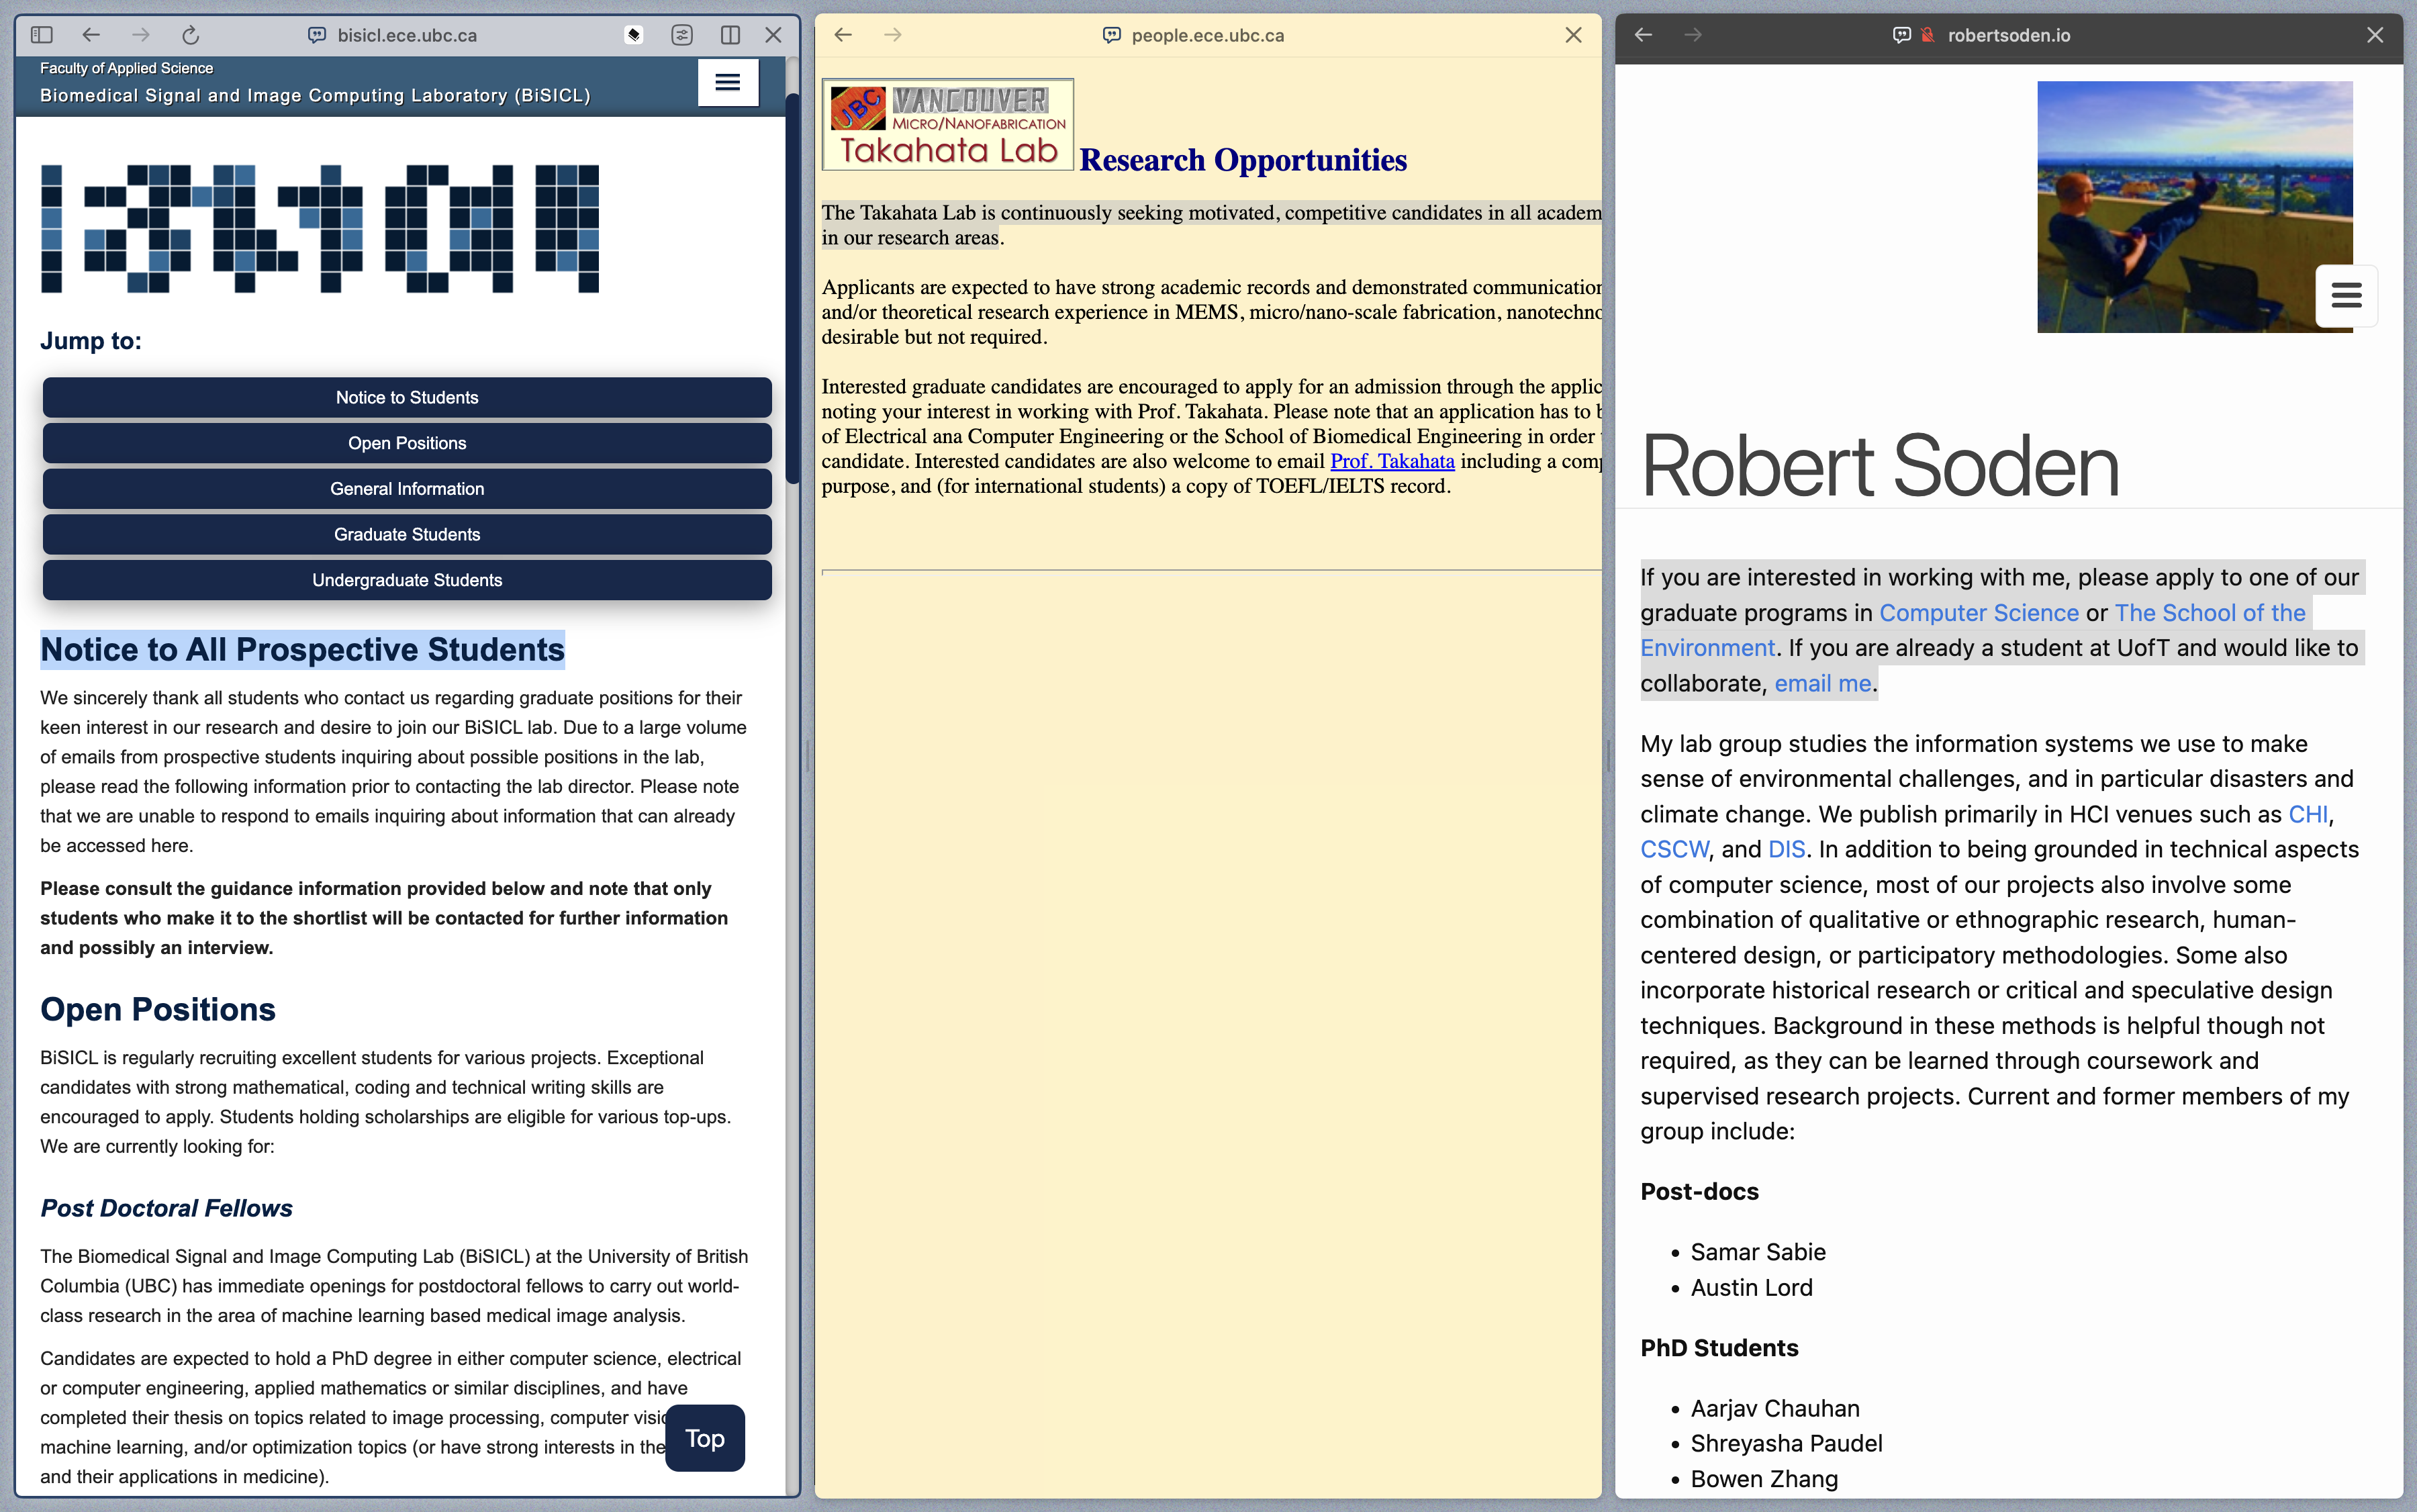 bisicl.ece.ubc.ca
Faculty of Applied Science
Biomedical Signal and Image Computing Laboratory (BiSICL)
Jump to:
Notice to Students
Open Positions
General Information
Graduate Students
Undergraduate Students
Notice to All Prospective Students
We sincerely thank all students who contact us regarding graduate positions for their
keen interest in our research and desire to join our BiSICL lab. Due to a large volume
of emails from prospective students inquiring about possible positions in the lab,
please read the following information prior to contacting the lab director. Please note
that we are unable to respond to emails inquiring about information that can already
be accessed here.
Please consult the guidance information provided below and note that only
students who make it to the shortlist will be contacted for further information
and possibly an interview.
Open Positions
BiSICL is regularly recruiting excellent students for various projects. Exceptional
candidates with strong mathematical, coding and technical writing skills are
encouraged to apply. Students holding scholarships are eligible for various top-ups.
We are currently looking for:
Post Doctoral Fellows
The Biomedical Signal and Image Computing Lab (BiSICL) at the University of British
Columbia (UBC) has immediate openings for postdoctoral fellows to carry out world-
class research in the area of machine learning based medical image analysis.
Candidates are expected to hold a PhD degree in either computer science, electrical
or computer engineering, applied mathematics or similar disciplines, and have
completed their thesis on topics related to image processing, computer
machine learning, and/or optimization topics (or have strong interests in
and their applications in medicine).
Top
people.ece.ubc.ca
UBC VANCOUVER
MICRO/NANOFABRICATION
Takahata Lab
Research Opportunities
The Takahata Lab is continuously seeking motivated, competitive candidates in all
in our research areas.
Applicants are expected to have strong academic records and demonstrated
and/or theoretical research experience in MEMS, micro/nano-scale fabrication,
desirable but not required.
Interested graduate candidates are encouraged to apply for an admission through the
noting your interest in working with Prof. Takahata. Please note that an application has to
of Electrical ana Computer Engineering or the School of Biomedical Engineering in order
candidate. Interested candidates are also welcome to email Prof. Takahata including a
purpose, and (for international students) a copy of TOEFL/IELTS record.
robertsoden.io
Robert Soden
If you are interested in working with me, please apply to one of our
graduate programs in Computer Science or The School of the
Environment. If you are already a student at UofT and would like to
collaborate, email me.
My lab group studies the information systems we use to make
sense of environmental challenges, and in particular disasters and
climate change. We publish primarily in HCI venues such as CHI,
CSCW, and DIS. In addition to being grounded in technical aspects
of computer science, most of our projects also involve some
combination of qualitative or ethnographic research, human-
centered design, or participatory methodologies. Some also
incorporate historical research or critical and speculative design
techniques. Background in these methods is helpful though not
required, as they can be learned through coursework and
supervised research projects. Current and former members of my
group include:
Post-docs
• Samar Sabie
• Austin Lord
PhD Students
• Aarjav Chauhan
• Shreyasha Paudel
• Bowen Zhang